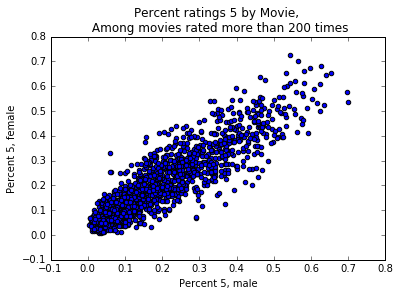 Percent ratings 5 by Movie,
Among movies rated more than 200 times
0.8
0.7
0.6
0.5
0.4
0.3
0.2
0.1
0.0
−0.1
Percent 5, female
−0.1 0.0 0.1 0.2 0.3 0.4 0.5 0.6 0.7 0.8
Percent 5, male